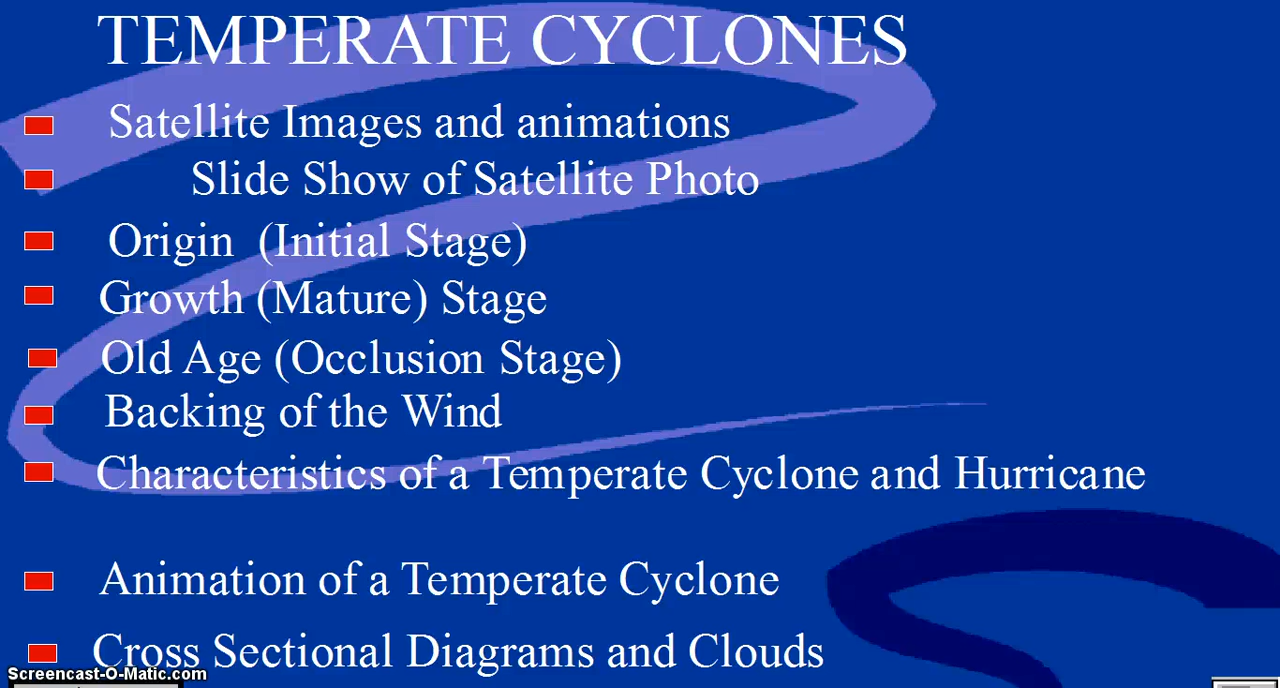 TEMPERATE CYCLONES
Satellite Images and animations
Slide Show of Satellite Photo
Origin (Initial Stage)
Growth (Mature) Stage
Old Age (Occlusion Stage)
Backing of the Wind
Characteristics of a Temperate Cyclone and Hurricane
Animation of a Temperate Cyclone
Cross Sectional Diagrams and Clouds
Screencast-O-Matic.com